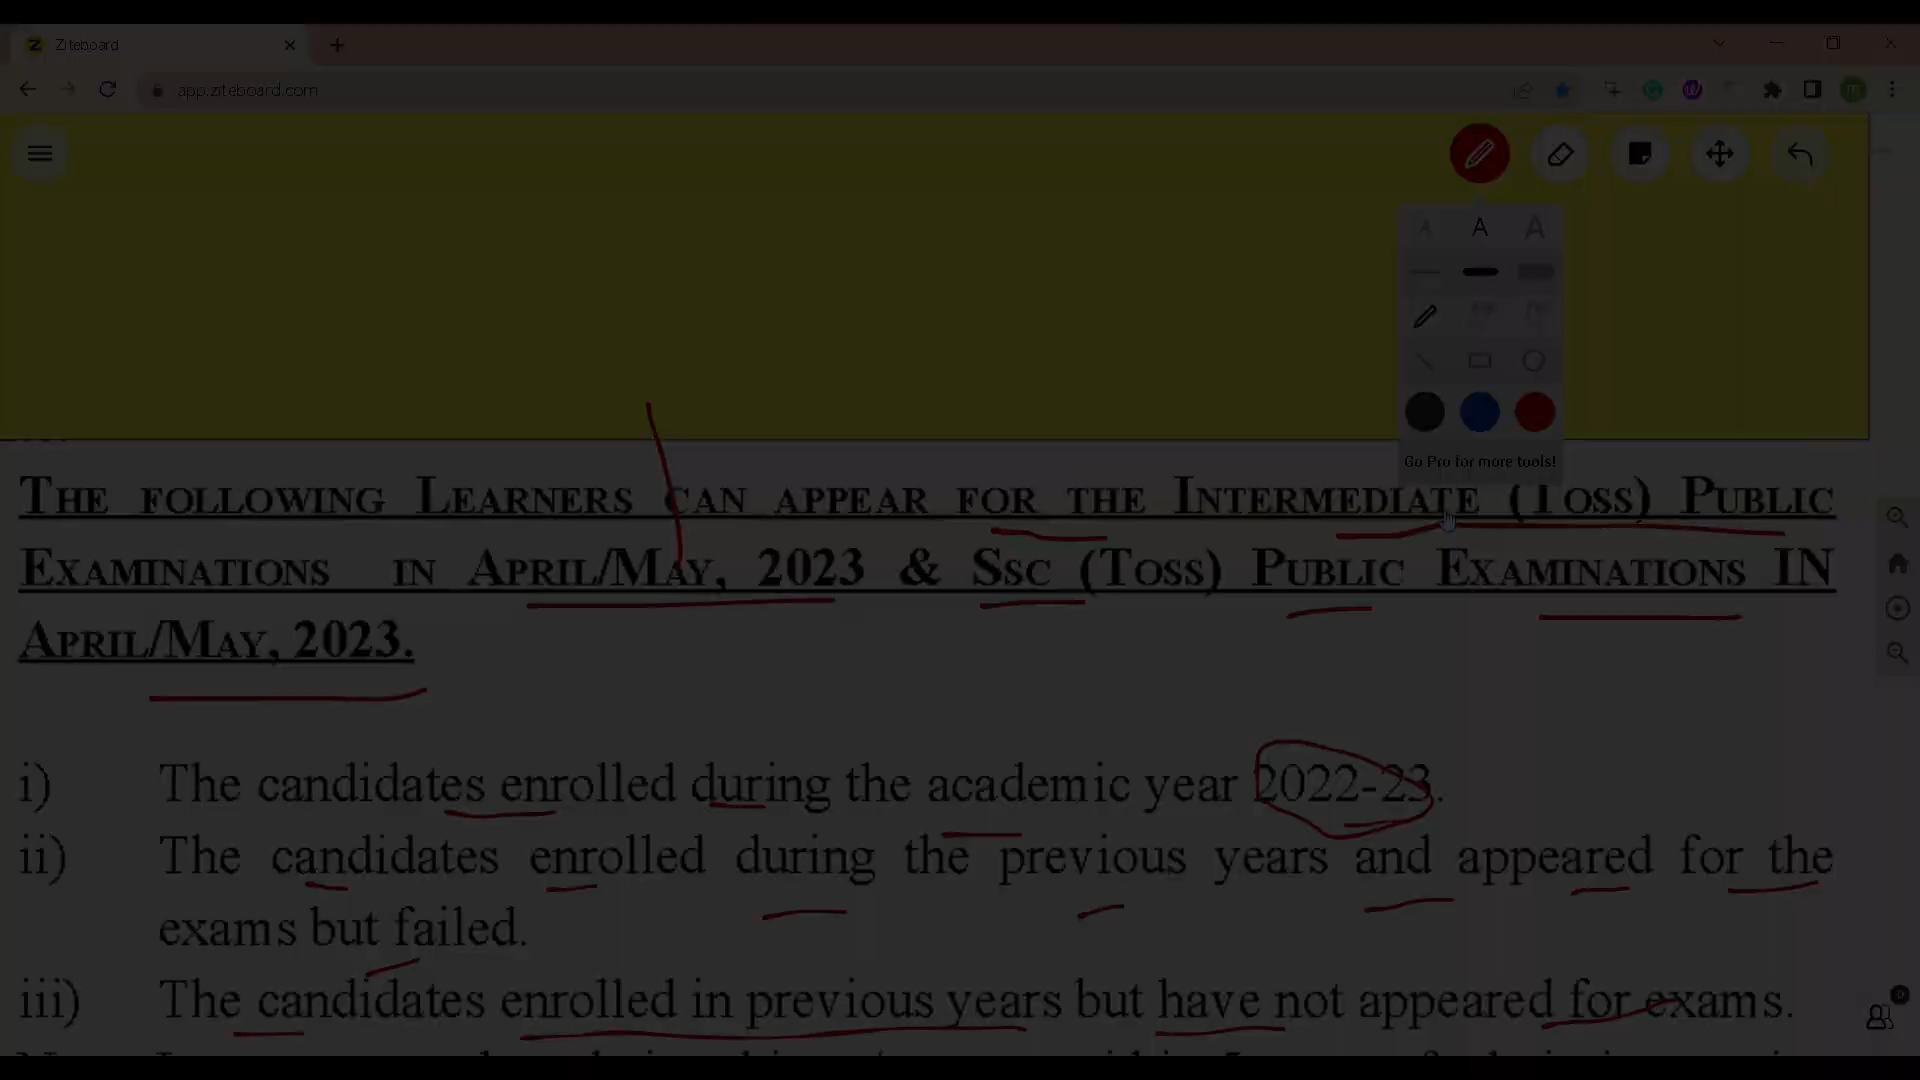 Ziteboard
app.ziteboard.com
A A A
Go Pro for more tools!
THE FOLLOWING LEARNERS CAN APPEAR FOR THE INTERMEDIATE (TOSS) PUBLIC
EXAMINATIONS IN APRIL/MAY, 2023 & SSC (TOSS) PUBLIC EXAMINATIONS IN
APRIL/MAY, 2023.
i) The candidates enrolled during the academic year 2022-23.
ii) The candidates enrolled during the previous years and appeared for the
exams but failed.
iii) The candidates enrolled in previous years but have not appeared for exams.